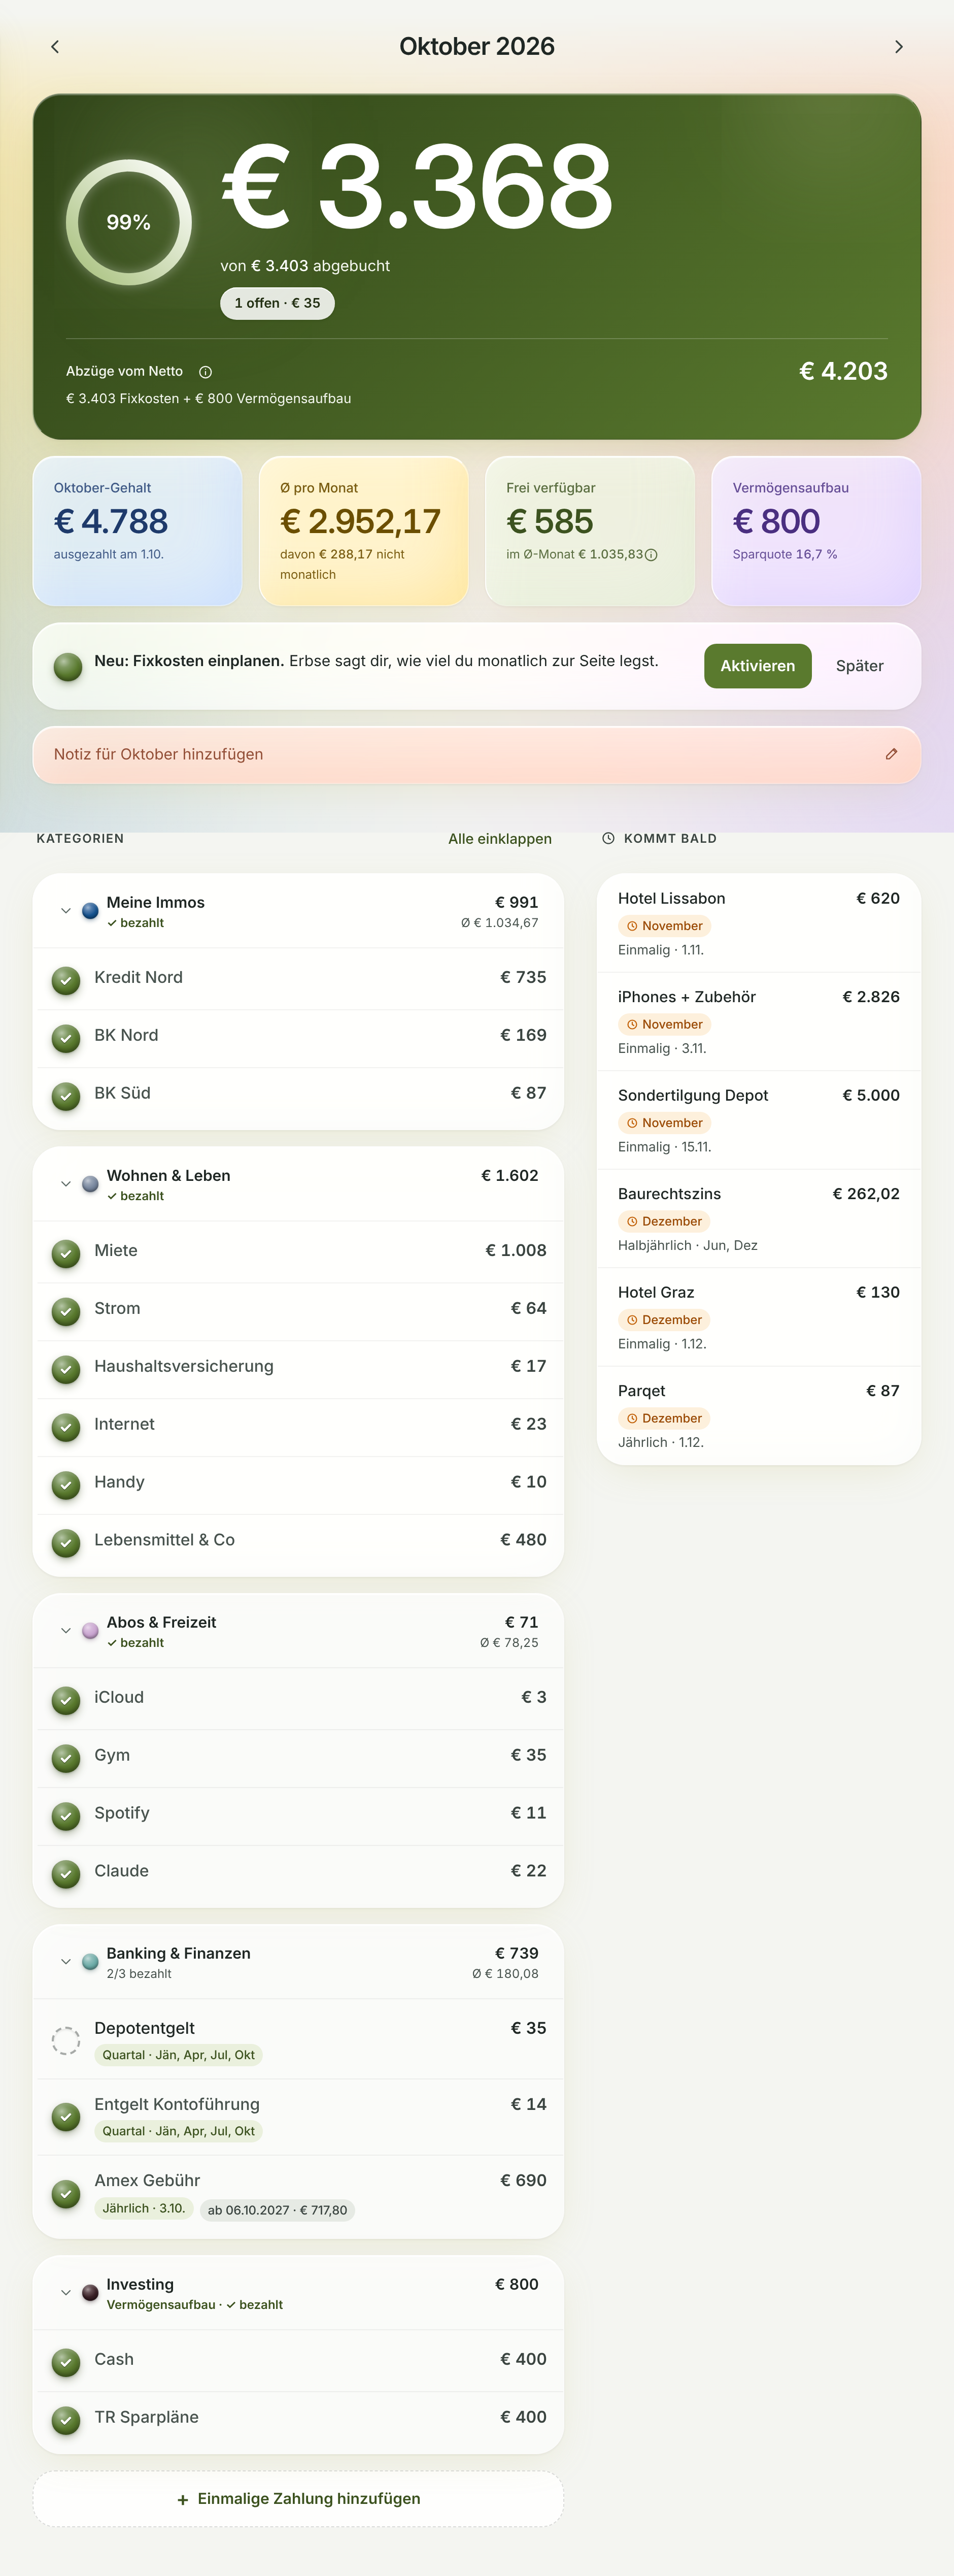 Oktober 2026
99%
€ 3.368
von € 3.403 abgebucht
1 offen · € 35
Abzüge vom Netto
€ 4.203
€ 3.403 Fixkosten + € 800 Vermögensaufbau
Oktober-Gehalt
€ 4.788
ausgezahlt am 1.10.
Ø pro Monat
€ 2.952,17
davon € 288,17 nicht
monatlich
Frei verfügbar
€ 585
im Ø-Monat € 1.035,83
Vermögensaufbau
€ 800
Sparquote 16,7 %
Neu: Fixkosten einplanen. Erbse sagt dir, wie viel du monatlich zur Seite legst.
Aktivieren
Später
Notiz für Oktober hinzufügen
KATEGORIEN
Alle einklappen
Meine Immos
€ 991
✓ bezahlt
Ø € 1.034,67
Kredit Nord
€ 735
BK Nord
€ 169
BK Süd
€ 87
Wohnen & Leben
€ 1.602
✓ bezahlt
Miete
€ 1.008
Strom
€ 64
Haushaltsversicherung
€ 17
Internet
€ 23
Handy
€ 10
Lebensmittel & Co
€ 480
Abos & Freizeit
€ 71
✓ bezahlt
Ø € 78,25
iCloud
€ 3
Gym
€ 35
Spotify
€ 11
Claude
€ 22
Banking & Finanzen
€ 739
2/3 bezahlt
Ø € 180,08
Depotentgelt
€ 35
Quartal · Jän, Apr, Jul, Okt
Entgelt Kontoführung
€ 14
Quartal · Jän, Apr, Jul, Okt
Amex Gebühr
€ 690
Jährlich · 3.10.
ab 06.10.2027 · € 717,80
Investing
€ 800
Vermögensaufbau · ✓ bezahlt
Cash
€ 400
TR Sparpläne
€ 400
+ Einmalige Zahlung hinzufügen
KOMMT BALD
Hotel Lissabon
€ 620
November
Einmalig · 1.11.
iPhones + Zubehör
€ 2.826
November
Einmalig · 3.11.
Sondertilgung Depot
€ 5.000
November
Einmalig · 15.11.
Baurechtszins
€ 262,02
Dezember
Halbjährlich · Jun, Dez
Hotel Graz
€ 130
Dezember
Einmalig · 1.12.
Parqet
€ 87
Dezember
Jährlich · 1.12.